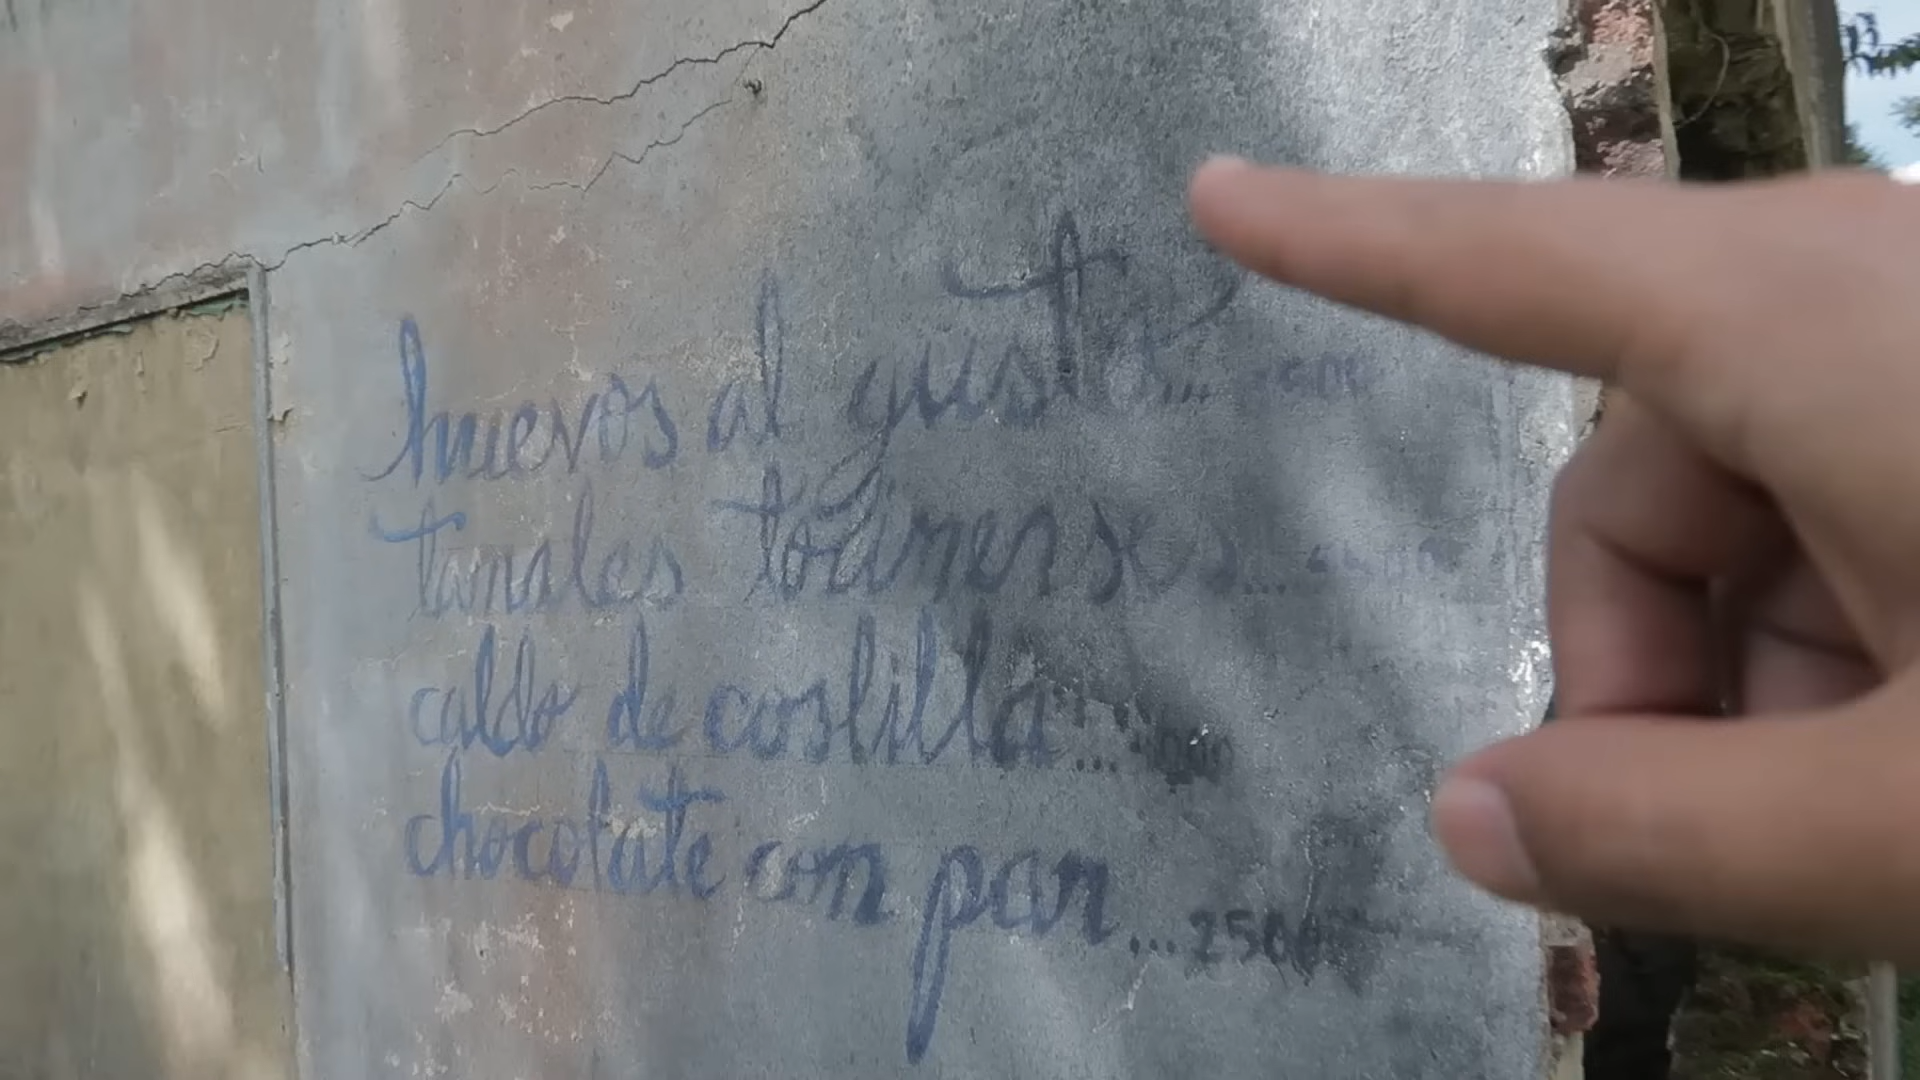 huevos al gusto...
tamales tolimenses...
caldo de costilla...
chocolate con pan...2500